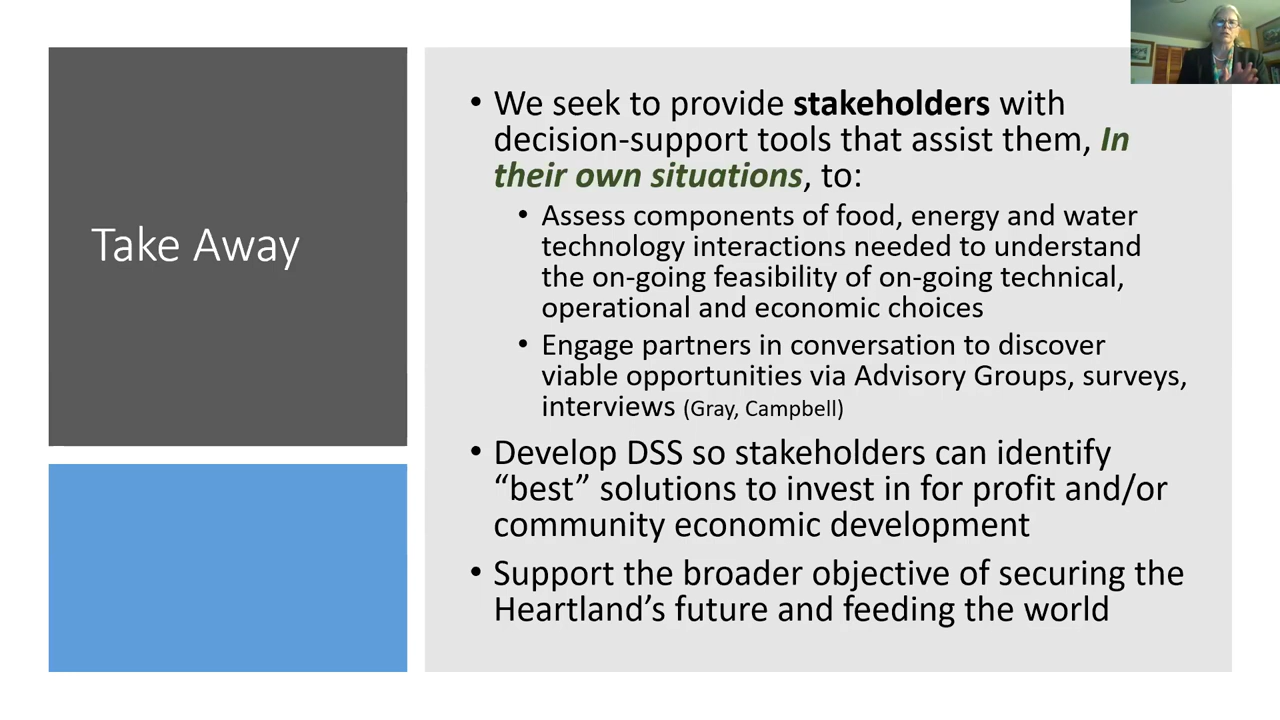 Take Away
• We seek to provide stakeholders with
decision-support tools that assist them, In
their own situations, to:
• Assess components of food, energy and water
technology interactions needed to understand
the on-going feasibility of on-going technical,
operational and economic choices
• Engage partners in conversation to discover
viable opportunities via Advisory Groups, surveys,
interviews (Gray, Campbell)
• Develop DSS so stakeholders can identify
“best” solutions to invest in for profit and/or
community economic development
• Support the broader objective of securing the
Heartland’s future and feeding the world